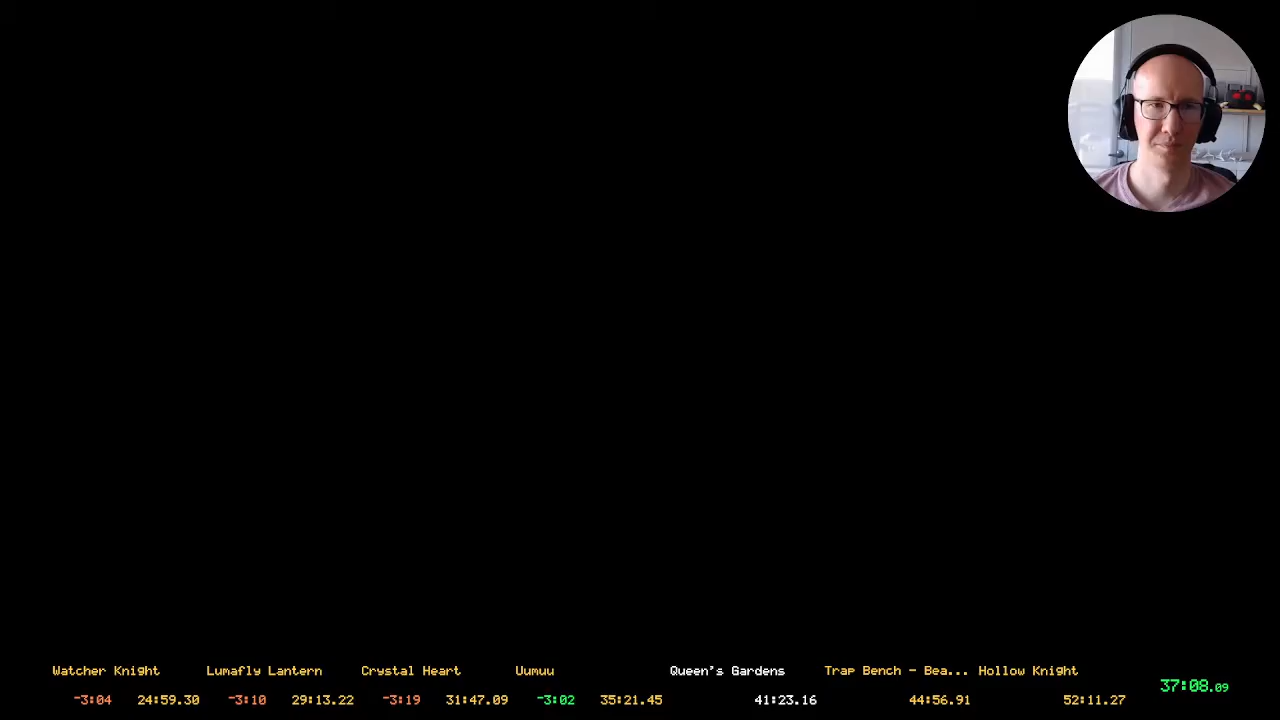 Watcher Knight Lumafly Lantern Crystal Heart Uumuu Queen's Gardens Trap Bench - Bea... Hollow Knight
-3:04 24:59.30 -3:10 29:13.22 -3:19 31:47.09 -3:02 35:21.45 41:23.16 44:56.91 52:11.27 37:08.09